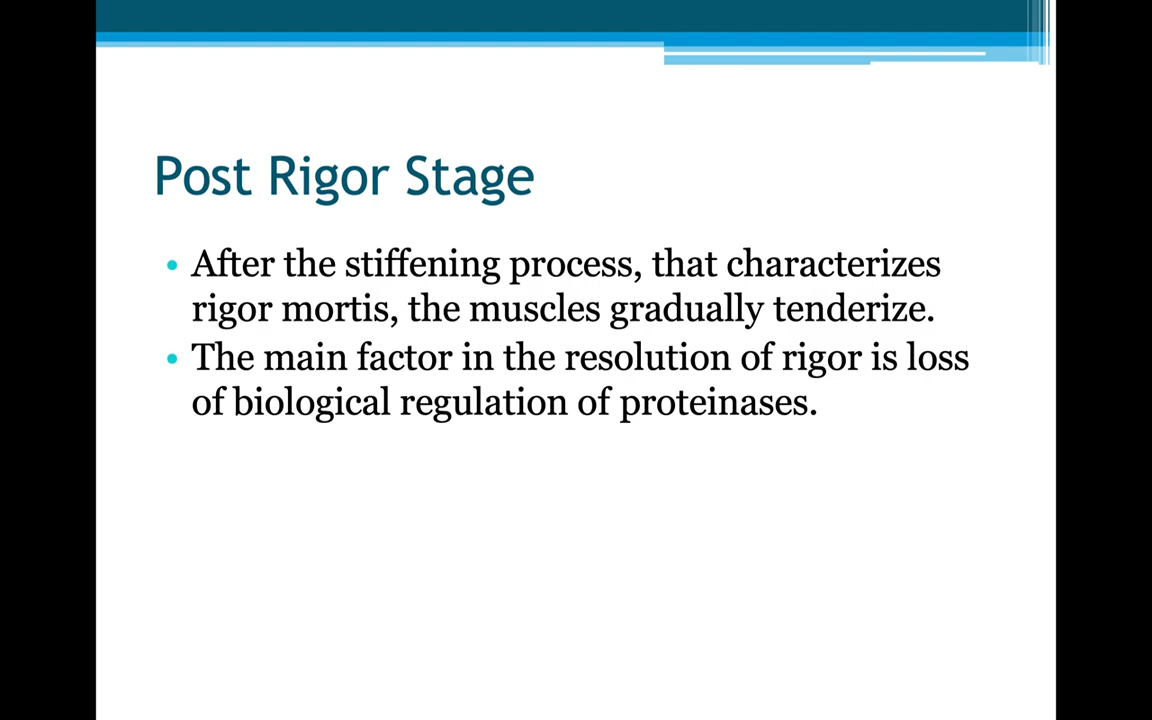 Post Rigor Stage
• After the stiffening process, that characterizes
rigor mortis, the muscles gradually tenderize.
• The main factor in the resolution of rigor is loss
of biological regulation of proteinases.